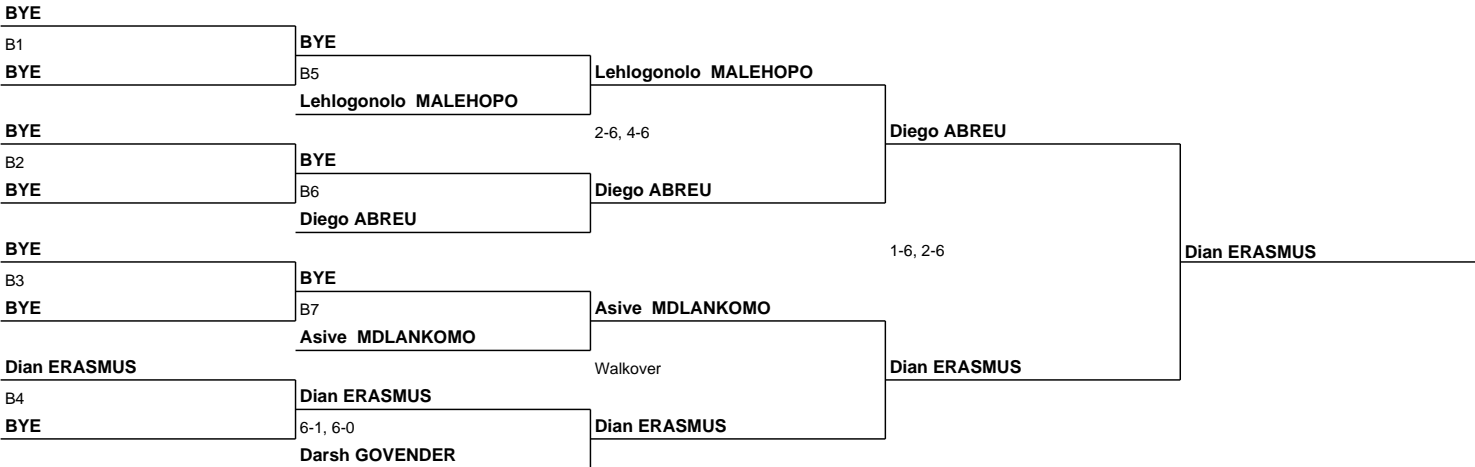 BYE
B1
BYE
BYE
B5
Lehlogonolo MALEHOPO
Lehlogonolo MALEHOPO
BYE
2-6, 4-6
Diego ABREU
B2
BYE
BYE
B6
Diego ABREU
Diego ABREU
BYE
1-6, 2-6
Dian ERASMUS
B3
BYE
BYE
B7
Asive MDLANKOMO
Asive MDLANKOMO
Dian ERASMUS
Walkover
Dian ERASMUS
B4
Dian ERASMUS
BYE
6-1, 6-0
Dian ERASMUS
Darsh GOVENDER